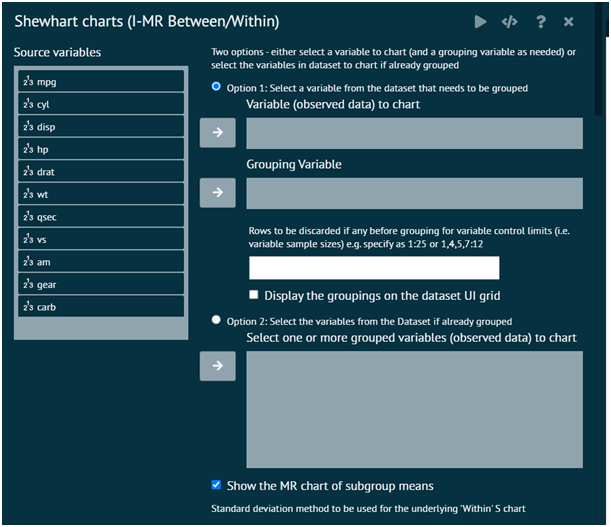 Shewhart charts (I-MR Between/Within)
?
Source variables
mpg
cyl
disp
hp
drat
wt
qsec
vs
am
gear
carb
Two options - either select a variable to chart (and a grouping variable as needed) or
select the variables in dataset to chart if already grouped
Option 1: Select a variable from the dataset that needs to be grouped
Variable (observed data) to chart
Grouping Variable
Rows to be discarded if any before grouping for variable control limits (i.e.
variable sample sizes) e.g. specify as 1:25 or 1,4,5,7:12
Display the groupings on the dataset UI grid
Option 2: Select the variables from the Dataset if already grouped
Select one or more grouped variables (observed data) to chart
Show the MR chart of subgroup means
Standard deviation method to be used for the underlying 'Within' S chart